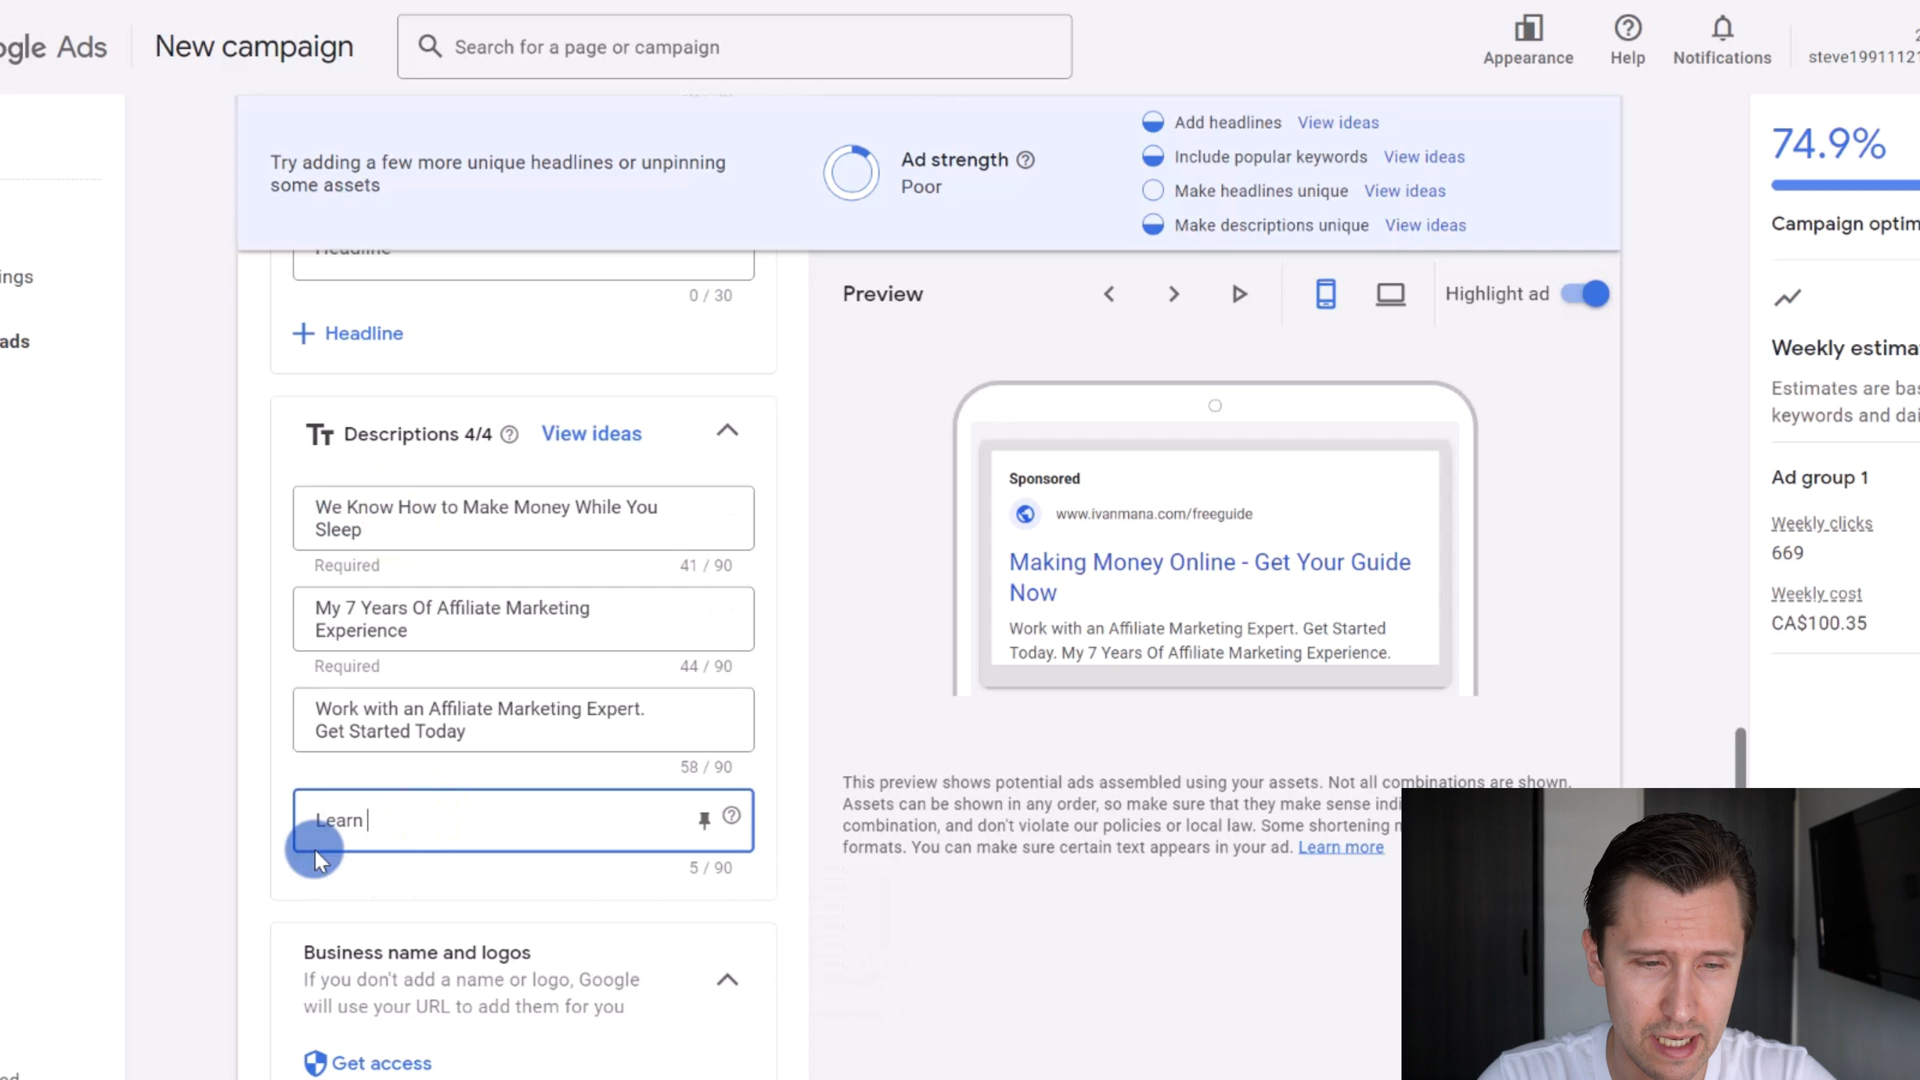 ogle Ads
New campaign
Search for a page or campaign
Appearance
Help
Notifications
steve19911121
Try adding a few more unique headlines or unpinning
some assets
Ad strength
Poor
Add headlines View ideas
Include popular keywords View ideas
Make headlines unique View ideas
Make descriptions unique View ideas
74.9%
Campaign optim
ings
ads
Headline
0 / 30
Headline
Preview
Highlight ad
Weekly estima
Estimates are bas
keywords and dai
Ad group 1
Weekly clicks
669
Weekly cost
CA$100.35
Descriptions 4/4
View ideas
We Know How to Make Money While You
Sleep
Required
41 / 90
My 7 Years Of Affiliate Marketing
Experience
Required
44 / 90
Work with an Affiliate Marketing Expert.
Get Started Today
58 / 90
Learn
5 / 90
Sponsored
www.ivanmana.com/freeguide
Making Money Online - Get Your Guide
Now
Work with an Affiliate Marketing Expert. Get Started
Today. My 7 Years Of Affiliate Marketing Experience.
This preview shows potential ads assembled using your assets. Not all combinations are shown.
Assets can be shown in any order, so make sure that they make sense indi
combination, and don't violate our policies or local law. Some shortening m
formats. You can make sure certain text appears in your ad. Learn more
Business name and logos
If you don't add a name or logo, Google
will use your URL to add them for you
Get access